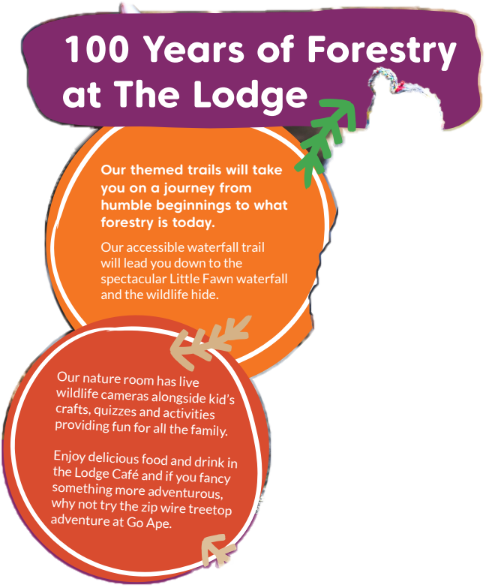 100 Years of Forestry
at The Lodge
Our themed trails will take
you on a journey from
humble beginnings to what
forestry is today.
Our accessible waterfall trail
will lead you down to the
spectacular Little Fawn waterfall
and the wildlife hide.
Our nature room has live
wildlife cameras alongside kid's
crafts, quizzes and activities
providing fun for all the family.
Enjoy delicious food and drink in
the Lodge Café and if you fancy
something more adventurous,
why not try the zip wire treetop
adventure at Go Ape.